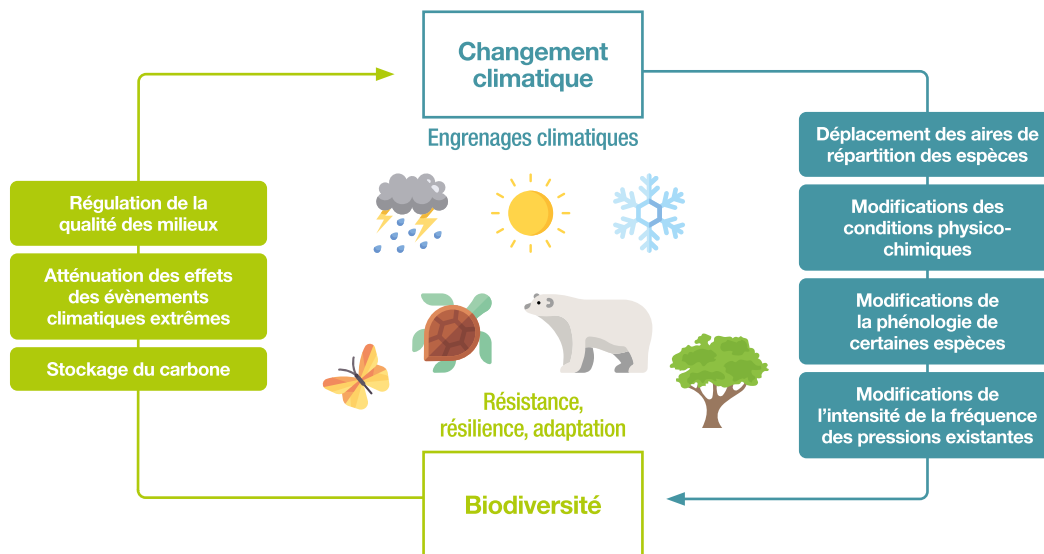 Changement
climatique
Engrenages climatiques
Déplacement des aires de
répartition des espèces
Modifications des
conditions physico-
chimiques
Modifications de
la phénologie de
certaines espèces
Modifications de
l'intensité de la fréquence
des pressions existantes
Régulation de la
qualité des milieux
Atténuation des effets
des évènements
climatiques extrêmes
Stockage du carbone
Résistance,
résilience, adaptation
Biodiversité